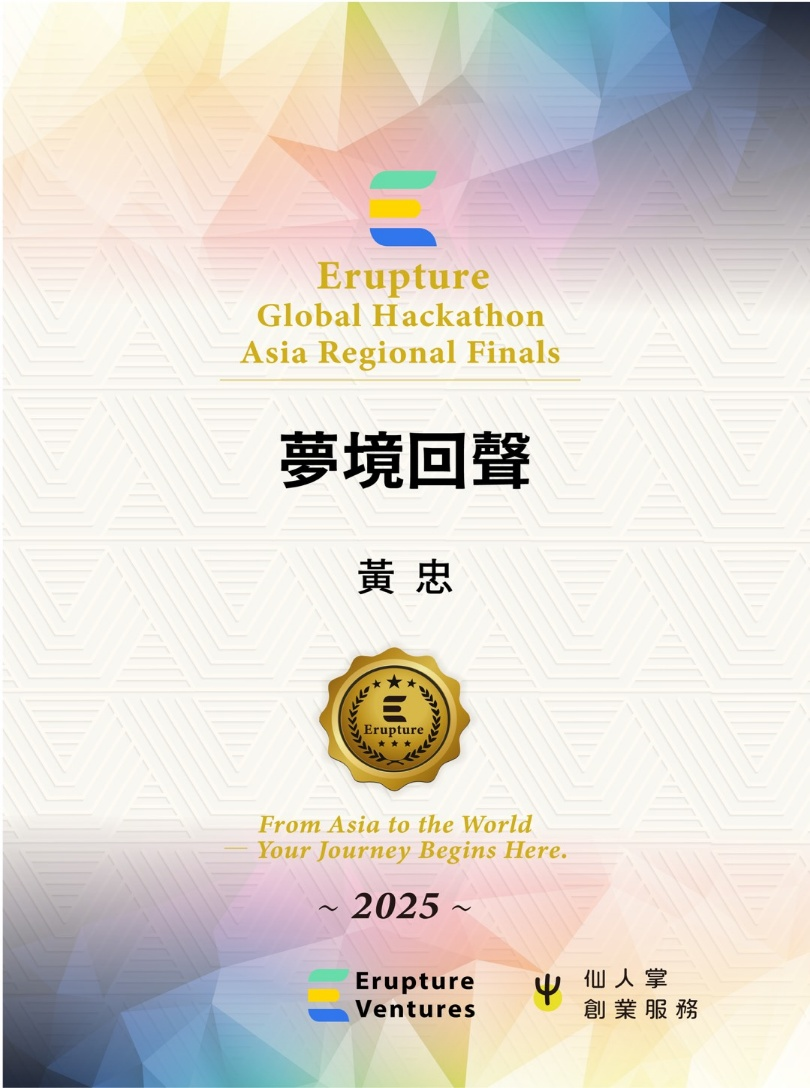 Erupture
Global Hackathon
Asia Regional Finals
夢境回聲
黃 忠
Erupture
From Asia to the World
— Your Journey Begins Here.
~ 2025 ~
Erupture
Ventures
仙人掌
創業服務